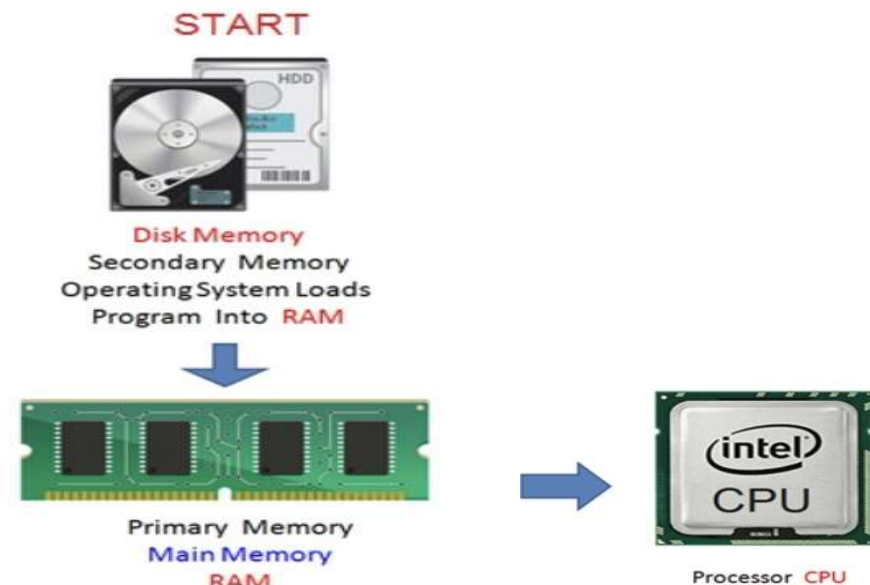 START
HDD
Disk Memory
Secondary Memory
Operating System Loads
Program Into RAM
Primary Memory
Main Memory
RAM
intel
CPU
Processor CPU